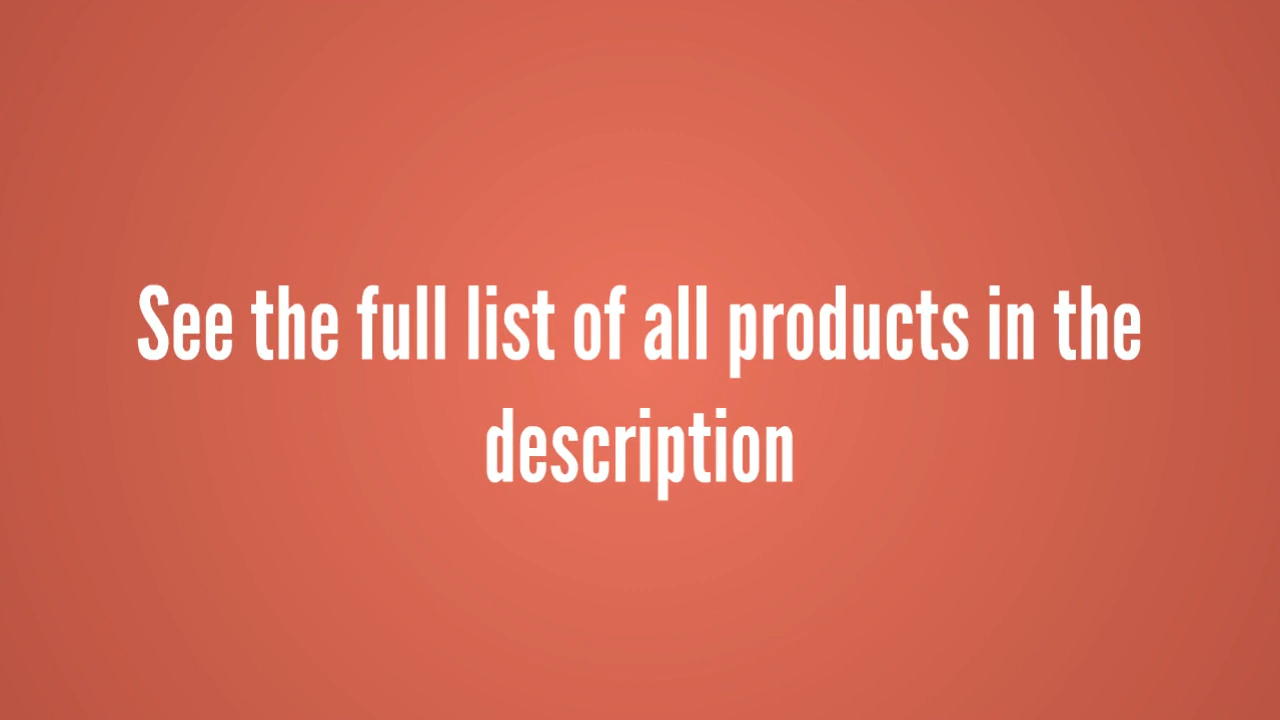 See the full list of all products in the
description